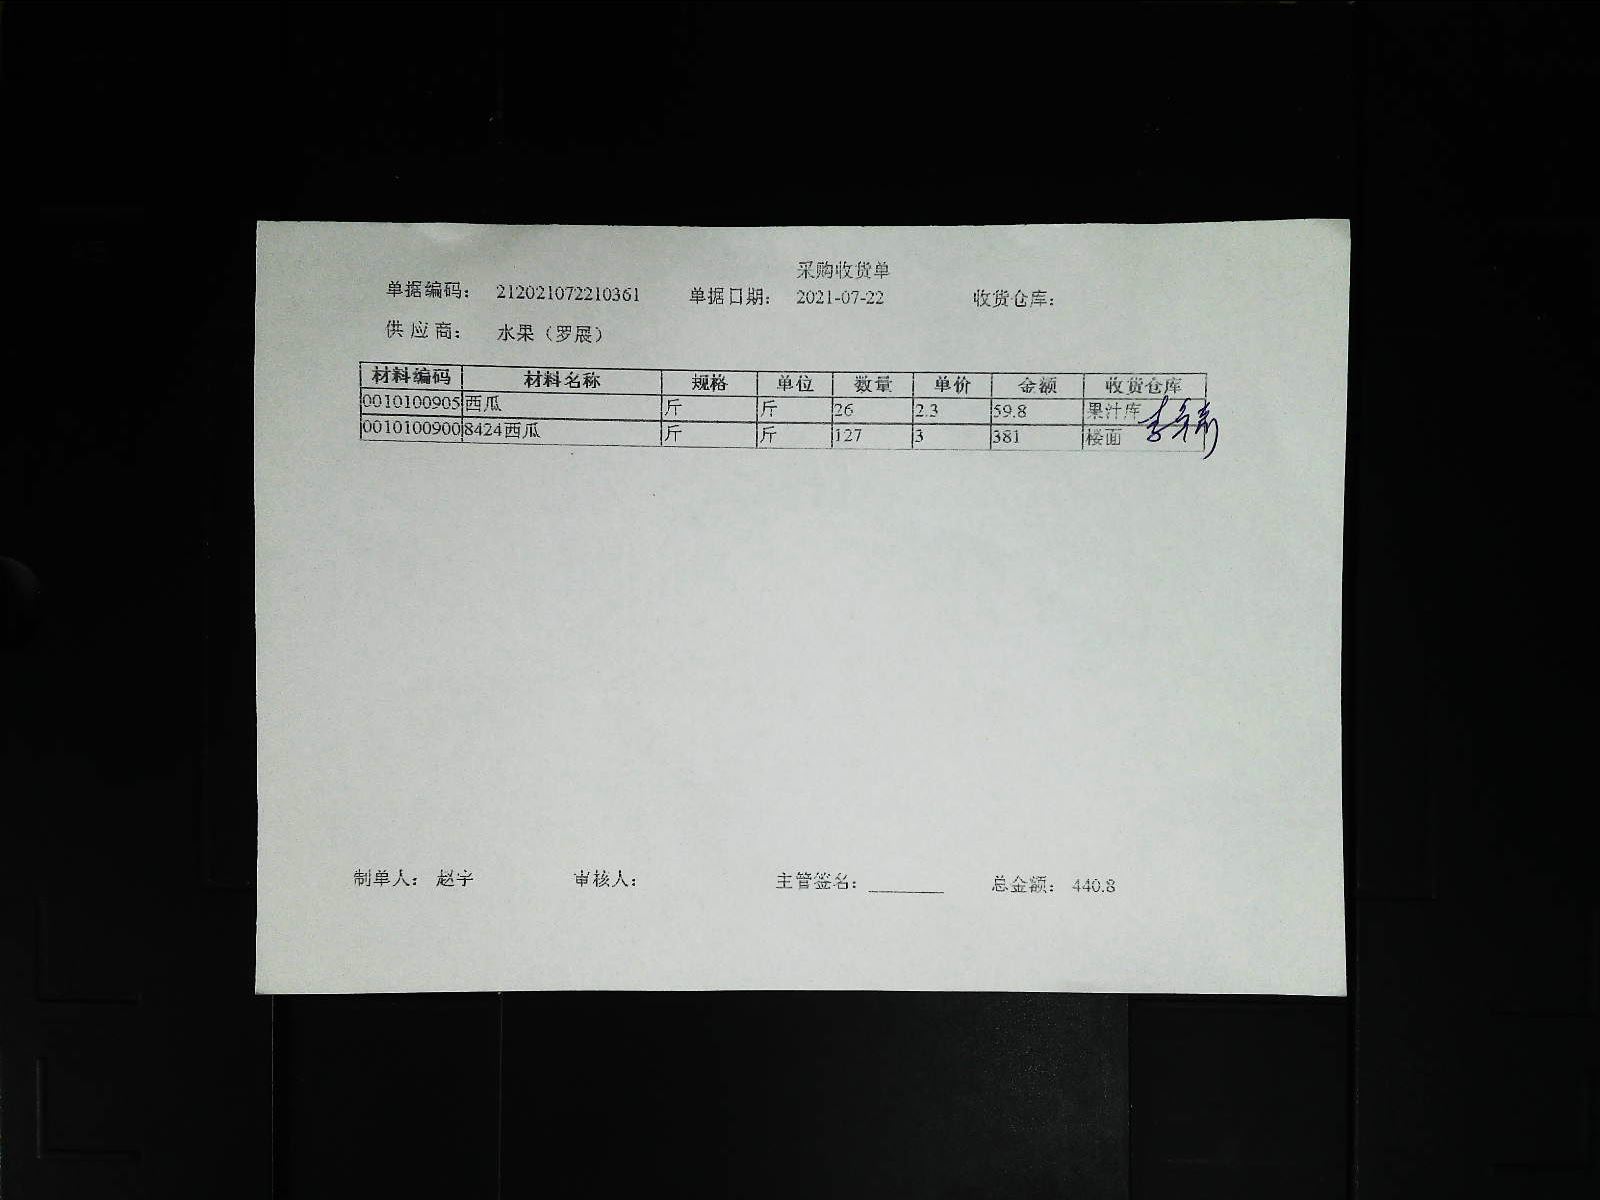 采购收货单
单据编码： 212021072210361 单据日期： 2021-07-22 收货仓库：
供应商： 水果（罗展）
材料编码 材料名称 规格 单位 数量 单价 金额 收货仓库
0010100905 西瓜 斤 斤 26 2.3 59.8 果汁库
0010100900 8424西瓜 斤 斤 127 3 381 楼面
制单人： 赵宇 审核人： 主管签名： 总金额： 440.8